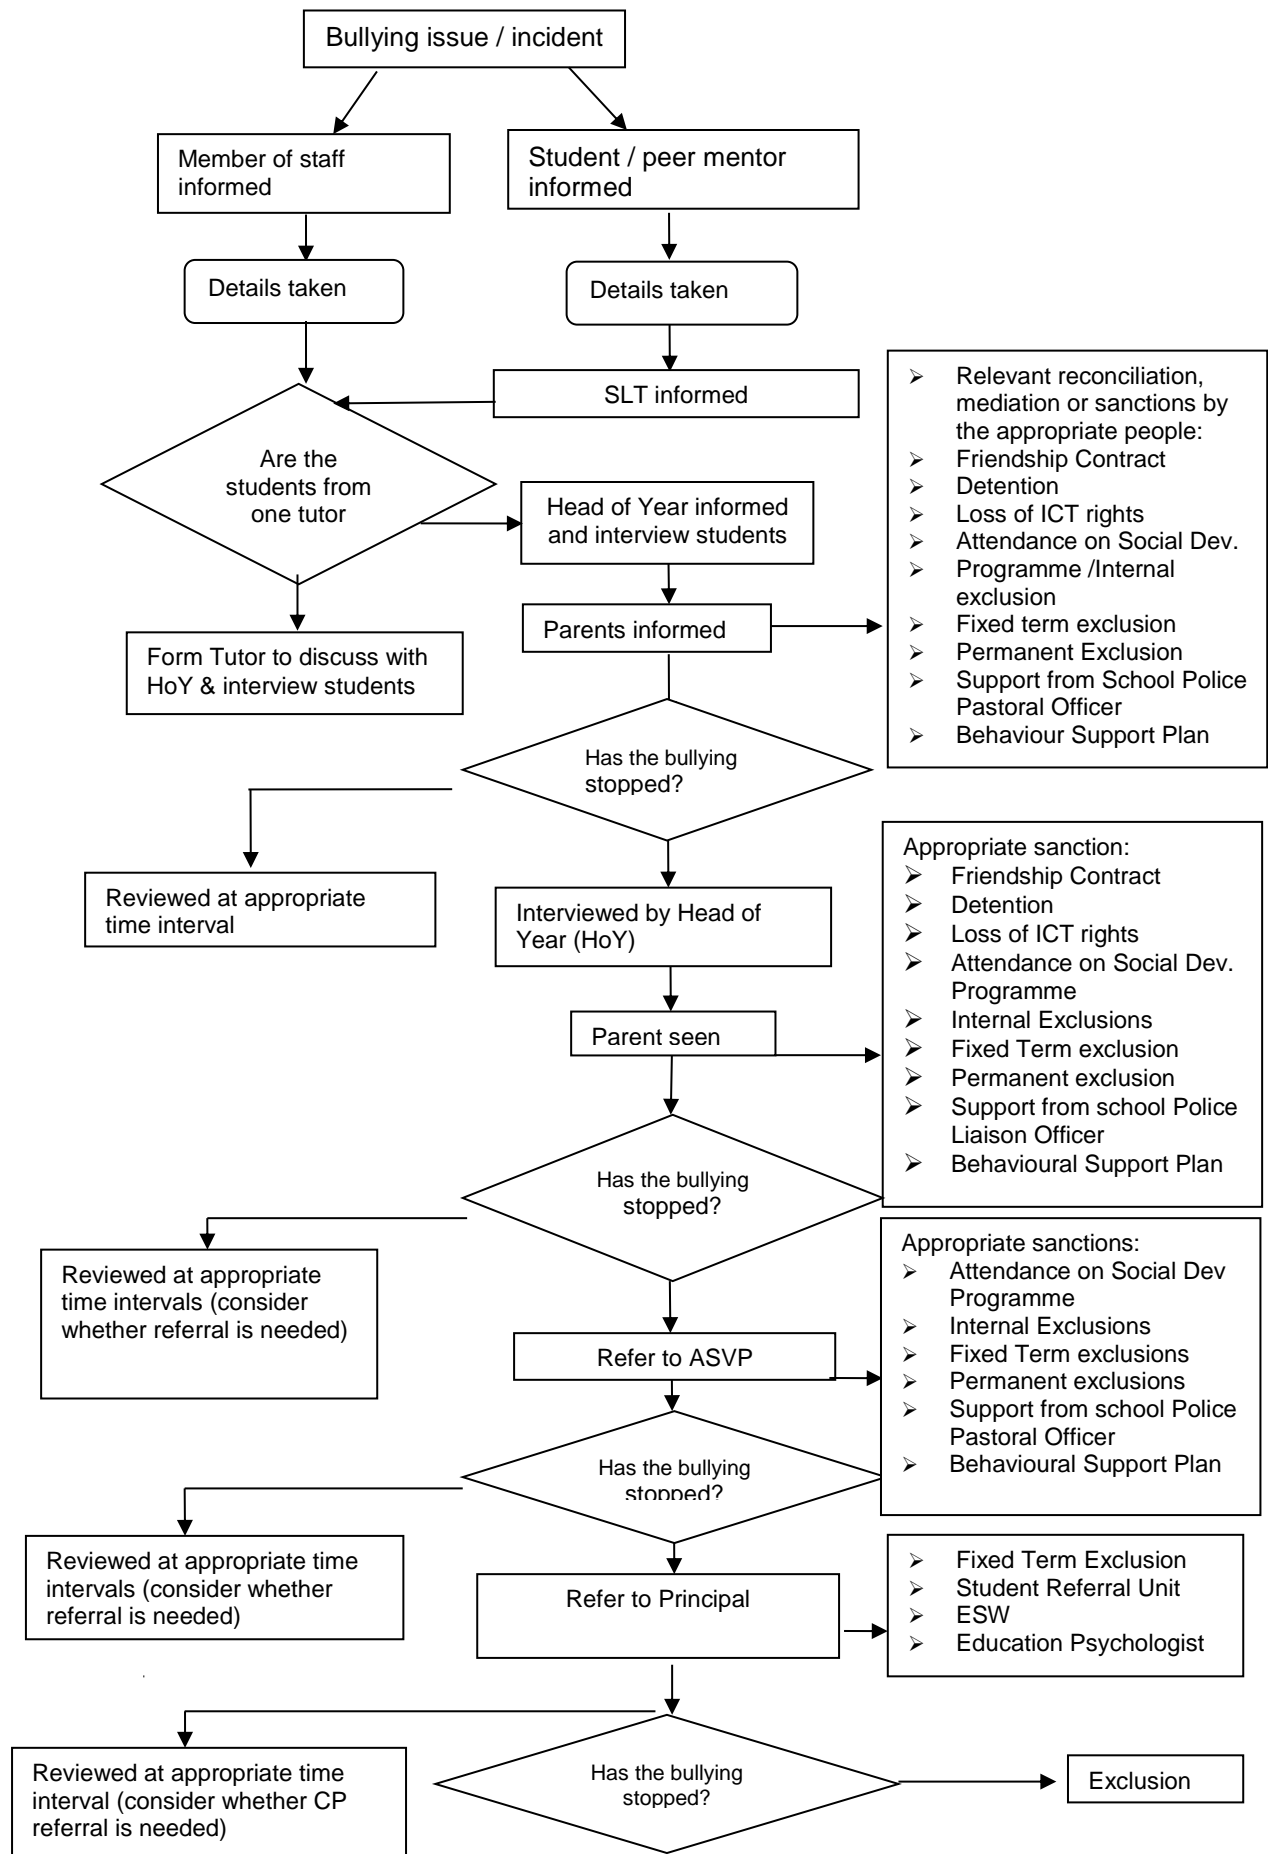 Bullying issue / incident
Member of staff
informed
Student / peer mentor
informed
Details taken
Details taken
SLT informed
Are the
students from
one tutor
Head of Year informed
and interview students
Parents informed
Form Tutor to discuss with
HoY & interview students
➢ Relevant reconciliation,
mediation or sanctions by
the appropriate people:
➢ Friendship Contract
➢ Detention
➢ Loss of ICT rights
➢ Attendance on Social Dev.
➢ Programme /Internal
exclusion
➢ Fixed term exclusion
➢ Permanent Exclusion
➢ Support from School Police
Pastoral Officer
➢ Behaviour Support Plan
Has the bullying
stopped?
Reviewed at appropriate
time interval
Interviewed by Head of
Year (HoY)
Parent seen
Appropriate sanction:
➢ Friendship Contract
➢ Detention
➢ Loss of ICT rights
➢ Attendance on Social Dev.
Programme
➢ Internal Exclusions
➢ Fixed Term exclusion
➢ Permanent exclusion
➢ Support from school Police
Liaison Officer
➢ Behavioural Support Plan
Has the bullying
stopped?
Reviewed at appropriate
time intervals (consider
whether referral is needed)
Refer to ASVP
Appropriate sanctions:
➢ Attendance on Social Dev
Programme
➢ Internal Exclusions
➢ Fixed Term exclusions
➢ Permanent exclusions
➢ Support from school Police
Pastoral Officer
➢ Behavioural Support Plan
Has the bullying
stopped?
Reviewed at appropriate time
intervals (consider whether
referral is needed)
Refer to Principal
➢ Fixed Term Exclusion
➢ Student Referral Unit
➢ ESW
➢ Education Psychologist
Has the bullying
stopped?
Reviewed at appropriate time
interval (consider whether CP
referral is needed)
Exclusion